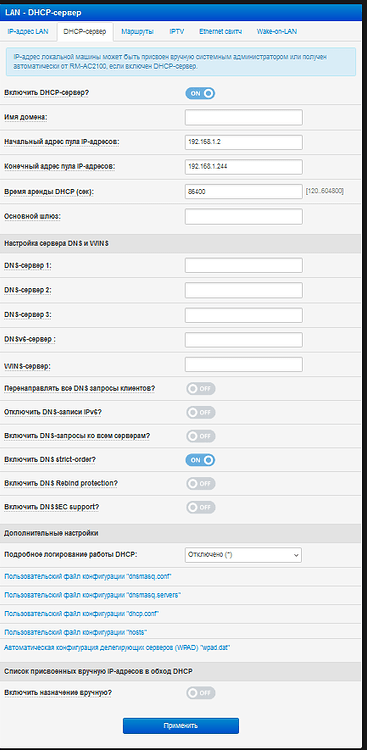 LAN - DHCP-сервер
IP-адрес LAN DHCP-сервер Маршруты IPTV Ethernet свитч Wake-on-LAN
IP-адрес локальной машины может быть присвоен вручную системным администратором или получен
автоматически от RM-AC2100, если включен DHCP-сервер.
Включить DHCP-сервер? ON
Имя домена:
Начальный адрес пула IP-адресов: 192.168.1.2
Конечный адрес пула IP-адресов: 192.168.1.244
Время аренды DHCP (сек): 86400 [120..604800]
Основной шлюз:
Настройка сервера DNS и WINS
DNS-сервер 1:
DNS-сервер 2:
DNS-сервер 3:
DNSv6-сервер :
WINS-сервер:
Перенаправлять все DNS запросы клиентов? OFF
Отключить DNS-записи IPv6? OFF
Включить DNS-запросы ко всем серверам? OFF
Включить DNS strict-order? ON
Включить DNS Rebind protection? OFF
Включить DNSSEC support? OFF
Дополнительные настройки
Подробное логирование работы DHCP: Отключено (*)
Пользовательский файл конфигурации "dnsmasq.conf"
Пользовательский файл конфигурации "dnsmasq.servers"
Пользовательский файл конфигурации "dhcp.conf"
Пользовательский файл конфигурации "hosts"
Автоматическая конфигурация делегирующих серверов (WPAD) "wpad.dat"
Список присвоенных вручную IP-адресов в обход DHCP
Включить назначение вручную? OFF
Применить